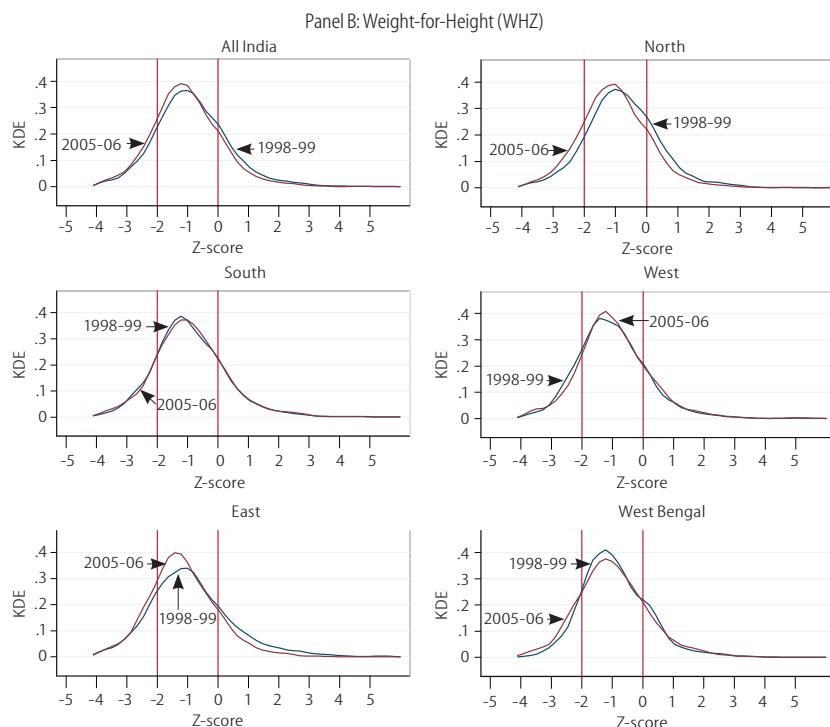 Panel B: Weight-for-Height (WHZ)
All India
KDE
.4
.3
.2
.1
0
2005-06
1998-99
-5 -4 -3 -2 -1 0 1 2 3 4 5
Z-score
North
KDE
.4
.3
.2
.1
0
1998-99
2005-06
-5 -4 -3 -2 -1 0 1 2 3 4 5
Z-score
South
KDE
.4
.3
.2
.1
0
1998-99
2005-06
-5 -4 -3 -2 -1 0 1 2 3 4 5
Z-score
West
KDE
.4
.3
.2
.1
0
2005-06
1998-99
-5 -4 -3 -2 -1 0 1 2 3 4 5
Z-score
East
KDE
.4
.3
.2
.1
0
2005-06
1998-99
-5 -4 -3 -2 -1 0 1 2 3 4 5
Z-score
West Bengal
KDE
.4
.3
.2
.1
0
1998-99
2005-06
-5 -4 -3 -2 -1 0 1 2 3 4 5
Z-score